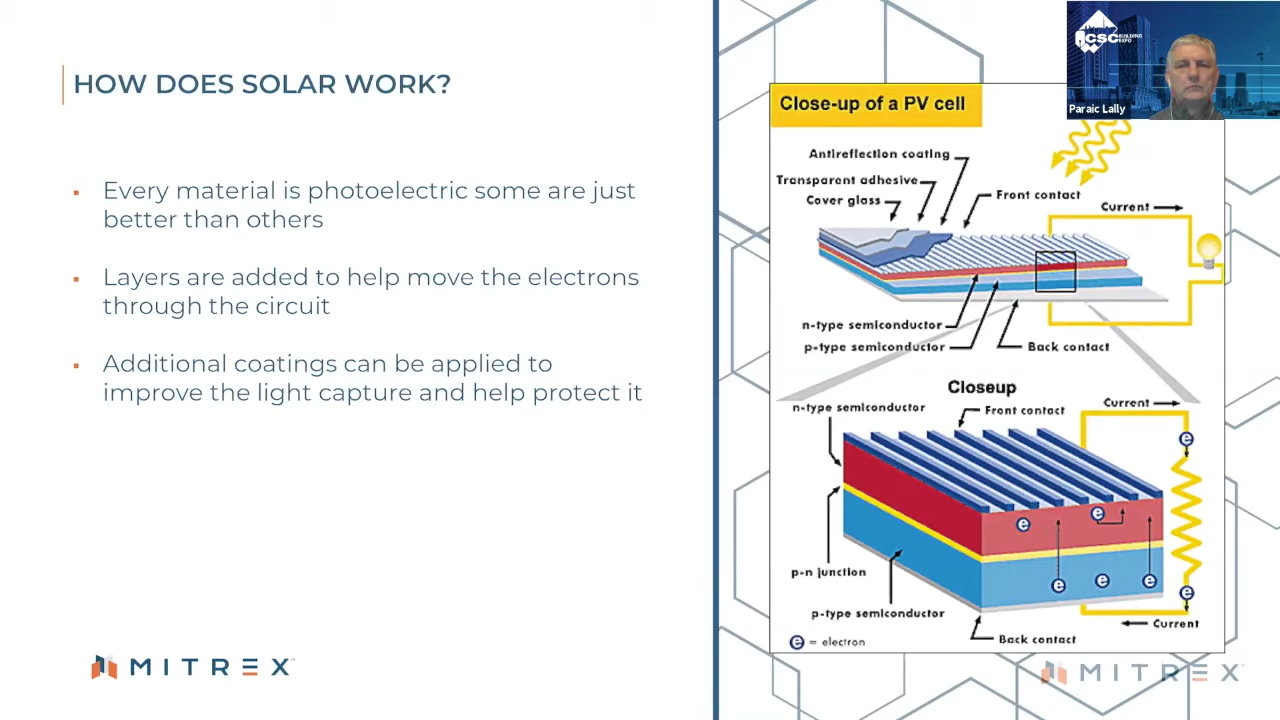 HOW DOES SOLAR WORK?
▪ Every material is photoelectric some are just
better than others
▪ Layers are added to help move the electrons
through the circuit
▪ Additional coatings can be applied to
improve the light capture and help protect it
MITREX
CSC BUILDING EXPO
Paraic Lally
Close-up of a PV cell
Antireflection coating
Transparent adhesive
Cover glass
Front contact
Current
n-type semiconductor
p-type semiconductor
Back contact
Closeup
n-type semiconductor
Front contact
Current
e
e
e
e
e
e
e
p-n junction
p-type semiconductor
Current
Back contact
e = electron
MITREX